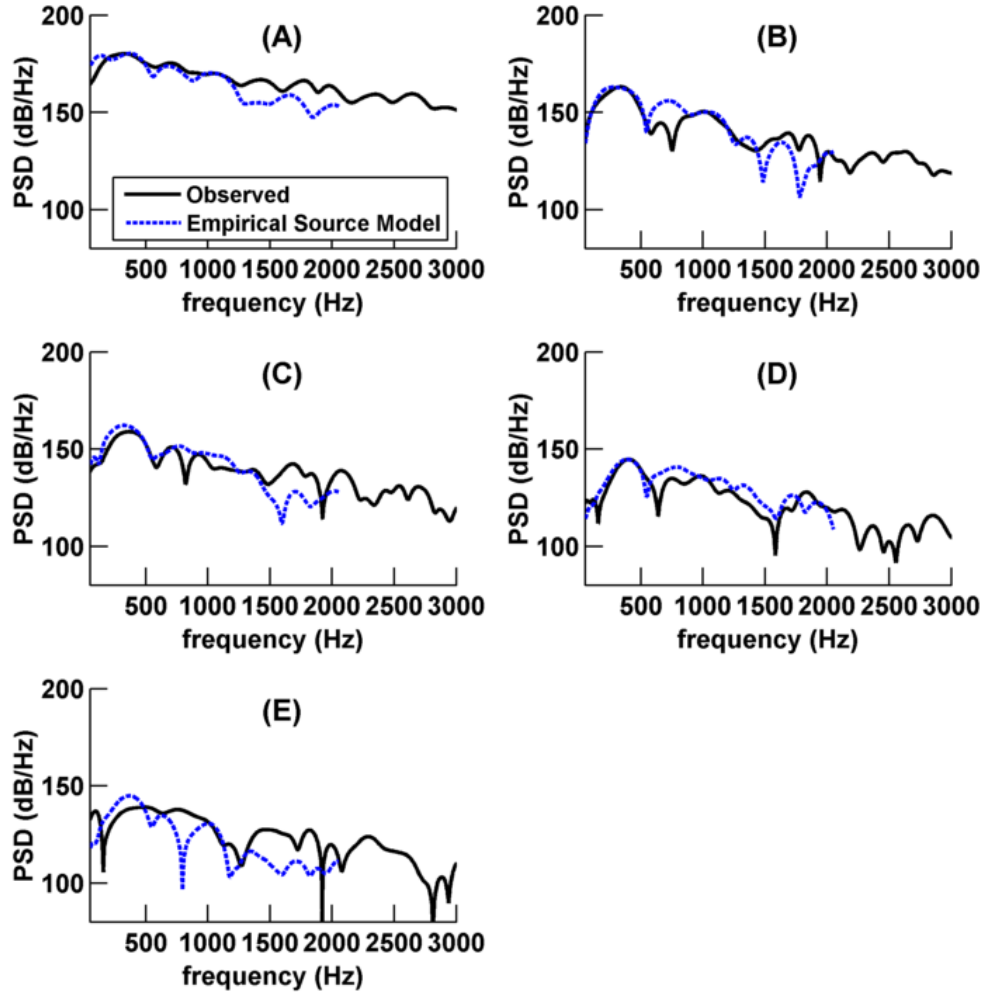 (A)
PSD (dB/Hz)
200
150
100
Observed
Empirical Source Model
500 1000 1500 2000 2500 3000
frequency (Hz)
(B)
PSD (dB/Hz)
200
150
100
500 1000 1500 2000 2500 3000
frequency (Hz)
(C)
PSD (dB/Hz)
200
150
100
500 1000 1500 2000 2500 3000
frequency (Hz)
(D)
PSD (dB/Hz)
200
150
100
500 1000 1500 2000 2500 3000
frequency (Hz)
(E)
PSD (dB/Hz)
200
150
100
500 1000 1500 2000 2500 3000
frequency (Hz)